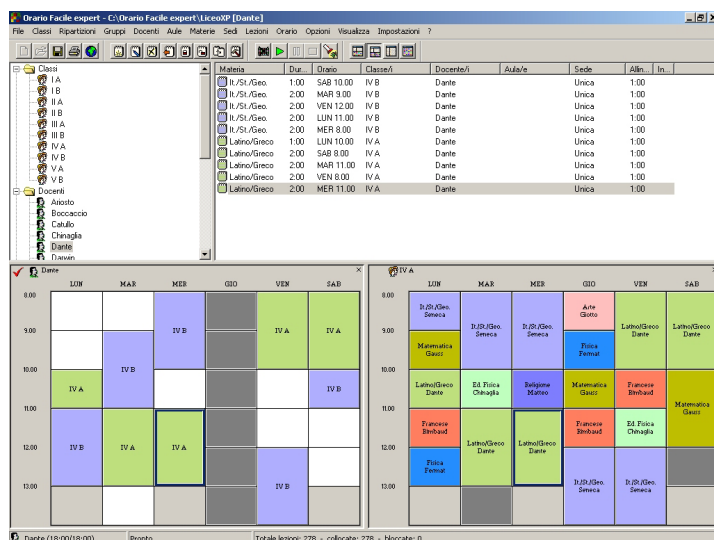 Orario Facile expert - C:\Orario Facile expert\LiceoXP [Dante]
File Classi Ripartizioni Gruppi Docenti Aule Materie Sedi Lezioni Orario Opzioni Visualizza Impostazioni ?
Classi
I A
I B
II A
II B
III A
III B
IV A
IV B
V A
V B
Docenti
Ariosto
Boccaccio
Catullo
Chinaglia
Dante
Darwin
Materia Dur... Orario Classe/i Docente/i Aula/e Sede Allin... In...
It./St./Geo. 1:00 SAB 10.00 IV B Dante Unica 1:00
It./St./Geo. 2:00 MAR 9.00 IV B Dante Unica 1:00
It./St./Geo. 2:00 VEN 12.00 IV B Dante Unica 1:00
It./St./Geo. 2:00 LUN 11.00 IV B Dante Unica 1:00
It./St./Geo. 2:00 MER 8.00 IV B Dante Unica 1:00
Latino/Greco 1:00 LUN 10.00 IV A Dante Unica 1:00
Latino/Greco 2:00 SAB 8.00 IV A Dante Unica 1:00
Latino/Greco 2:00 MAR 11.00 IV A Dante Unica 1:00
Latino/Greco 2:00 VEN 8.00 IV A Dante Unica 1:00
Latino/Greco 2:00 MER 11.00 IV A Dante Unica 1:00
Dante
LUN MAR MER GIO VEN SAB
8.00
9.00 IV B IV A IV A
10.00 IV B
IV A IV B
11.00
12.00 IV B IV A IV A
13.00 IV B
IV A
LUN MAR MER GIO VEN SAB
8.00
It./St./Geo. Arte
Seneca Giotto
9.00 It./St./Geo. It./St./Geo. Latino/Greco Latino/Greco
Seneca Seneca Dante Dante
Matematica Fisica
Gauss Fermat
10.00
Latino/Greco Ed. Fisica Religione Matematica Francese
Dante Chinaglia Matteo Gauss Rimbaud
11.00 Matematica
Gauss
Francese Francese Ed. Fisica
Rimbaud Rimbaud Chinaglia
12.00 Latino/Greco Latino/Greco
Dante Dante
Fisica
Fermat
13.00 It./St./Geo. It./St./Geo.
Seneca Seneca
Dante (18:00/18:00) Pronto Totale lezioni: 278 - collocate: 278 - bloccate: 0